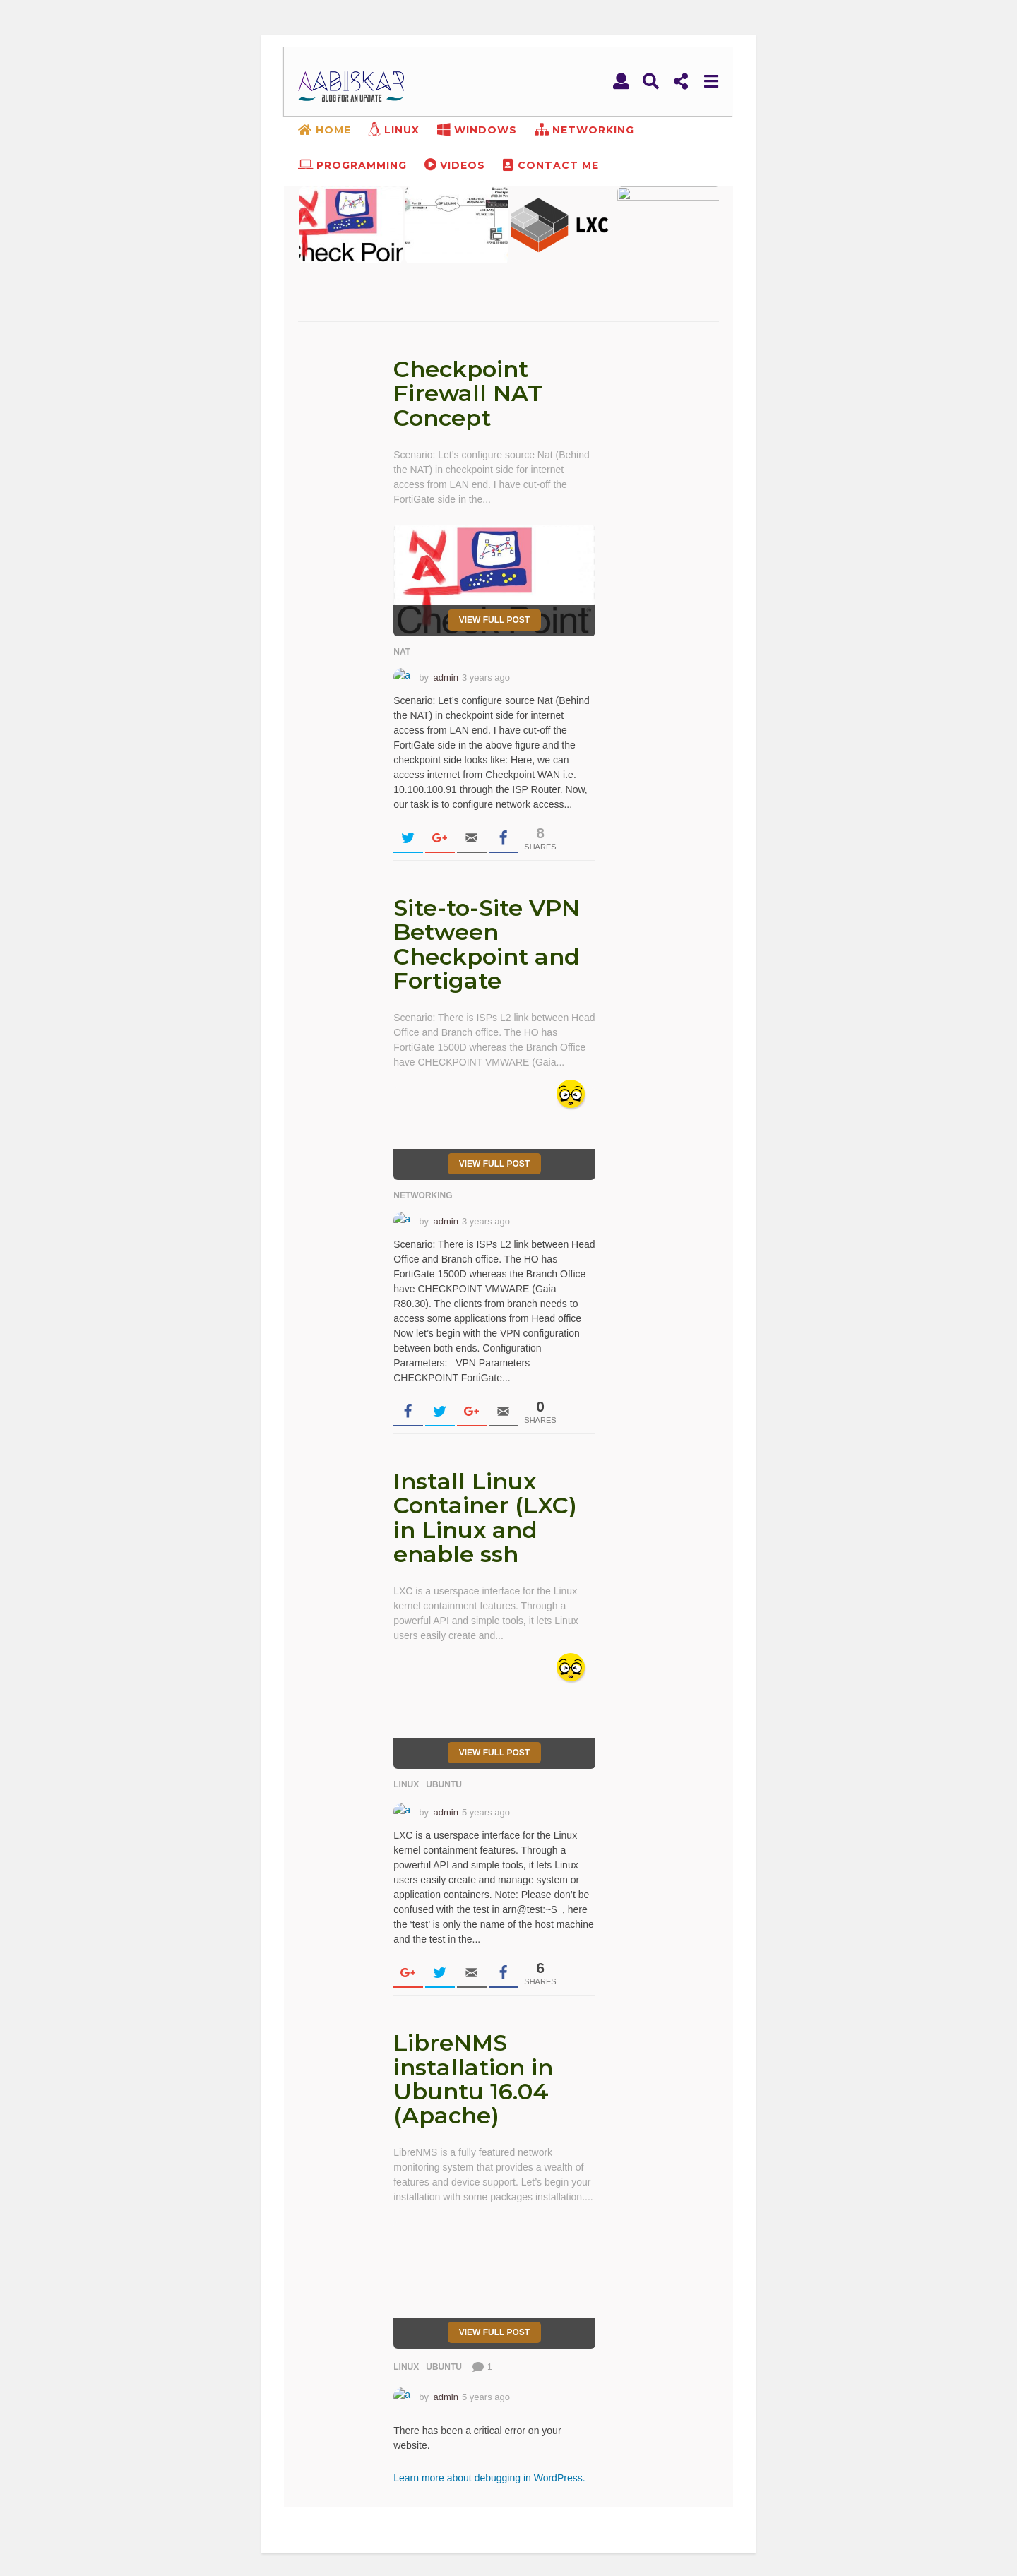 AABISKAR
BLOG FOR AN UPDATE
HOME LINUX WINDOWS NETWORKING
PROGRAMMING VIDEOS CONTACT ME
heck Poin
LXC
Checkpoint
Firewall NAT
Concept
Scenario: Let’s configure source Nat (Behind
the NAT) in checkpoint side for internet
access from LAN end. I have cut-off the
FortiGate side in the...
NAT
Check Point
VIEW FULL POST
NAT
a by admin 3 years ago
Scenario: Let’s configure source Nat (Behind
the NAT) in checkpoint side for internet
access from LAN end. I have cut-off the
FortiGate side in the above figure and the
checkpoint side looks like: Here, we can
access internet from Checkpoint WAN i.e.
10.100.100.91 through the ISP Router. Now,
our task is to configure network access...
8
SHARES
Site-to-Site VPN
Between
Checkpoint and
Fortigate
Scenario: There is ISPs L2 link between Head
Office and Branch office. The HO has
FortiGate 1500D whereas the Branch Office
have CHECKPOINT VMWARE (Gaia...
VIEW FULL POST
NETWORKING
a by admin 3 years ago
Scenario: There is ISPs L2 link between Head
Office and Branch office. The HO has
FortiGate 1500D whereas the Branch Office
have CHECKPOINT VMWARE (Gaia
R80.30). The clients from branch needs to
access some applications from Head office
Now let’s begin with the VPN configuration
between both ends. Configuration
Parameters:   VPN Parameters
CHECKPOINT FortiGate...
0
SHARES
Install Linux
Container (LXC)
in Linux and
enable ssh
LXC is a userspace interface for the Linux
kernel containment features. Through a
powerful API and simple tools, it lets Linux
users easily create and...
VIEW FULL POST
LINUX UBUNTU
a by admin 5 years ago
LXC is a userspace interface for the Linux
kernel containment features. Through a
powerful API and simple tools, it lets Linux
users easily create and manage system or
application containers. Note: Please don’t be
confused with the test in arn@test:~$  , here
the ‘test’ is only the name of the host machine
and the test in the...
6
SHARES
LibreNMS
installation in
Ubuntu 16.04
(Apache)
LibreNMS is a fully featured network
monitoring system that provides a wealth of
features and device support. Let’s begin your
installation with some packages installation....
VIEW FULL POST
LINUX UBUNTU 1
a by admin 5 years ago
There has been a critical error on your
website.
Learn more about debugging in WordPress.